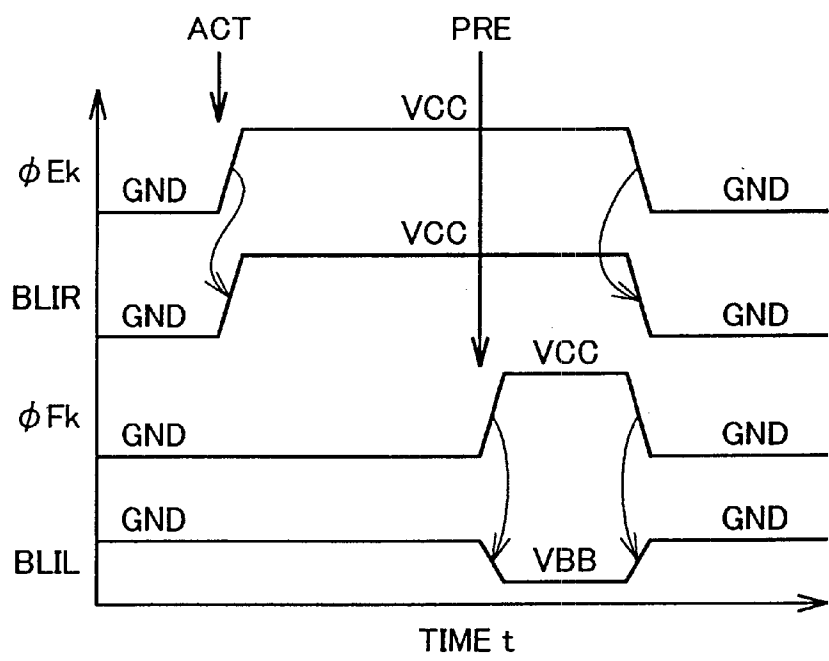 ACT PRE
VCC
φEk GND GND
VCC
BLIR GND GND
VCC
φFk GND GND
GND GND
BLIL VBB
TIME t